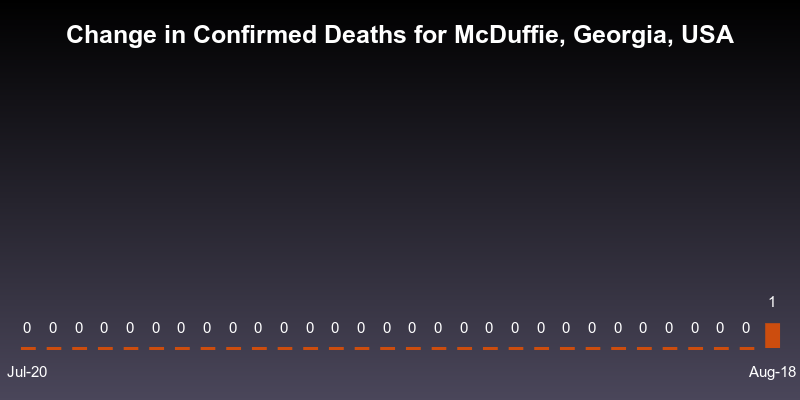 Change in Confirmed Deaths for McDuffie, Georgia, USA
1
0 0 0 0 0 0 0 0 0 0 0 0 0 0 0 0 0 0 0 0 0 0 0 0 0 0 0 0 0
Jul-20 Aug-18